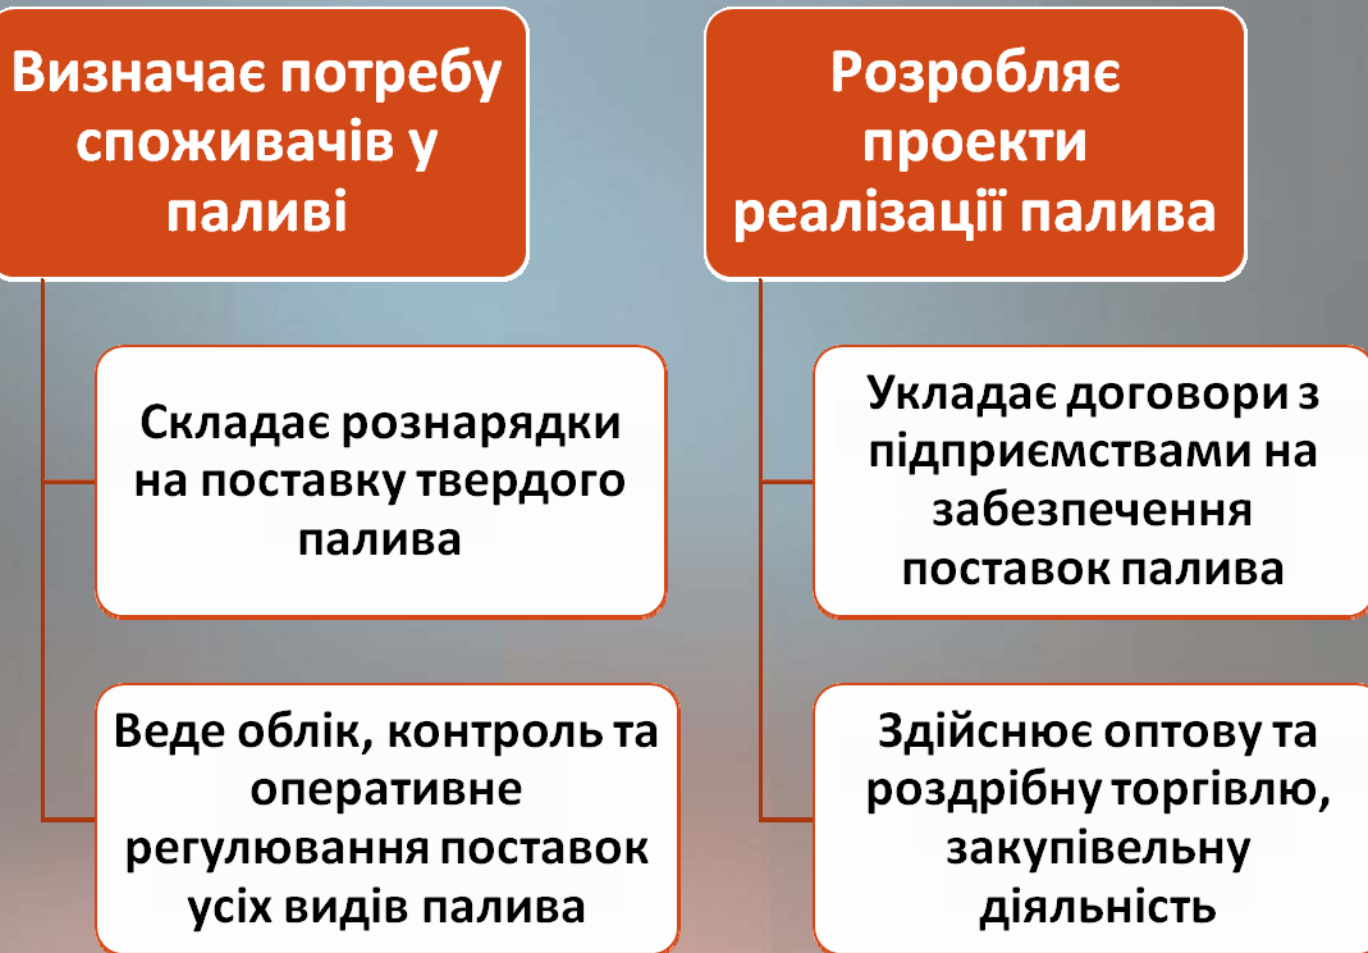 Визначає потребу
споживачів у
паливі
Складає рознарядки
на поставку твердого
палива
Веде облік, контроль та
оперативне
регулювання поставок
усіх видів палива
Розробляє
проекти
реалізації палива
Укладає договори з
підприємствами на
забезпечення
поставок палива
Здійснює оптову та
роздрібну торгівлю,
закупівельну
діяльність